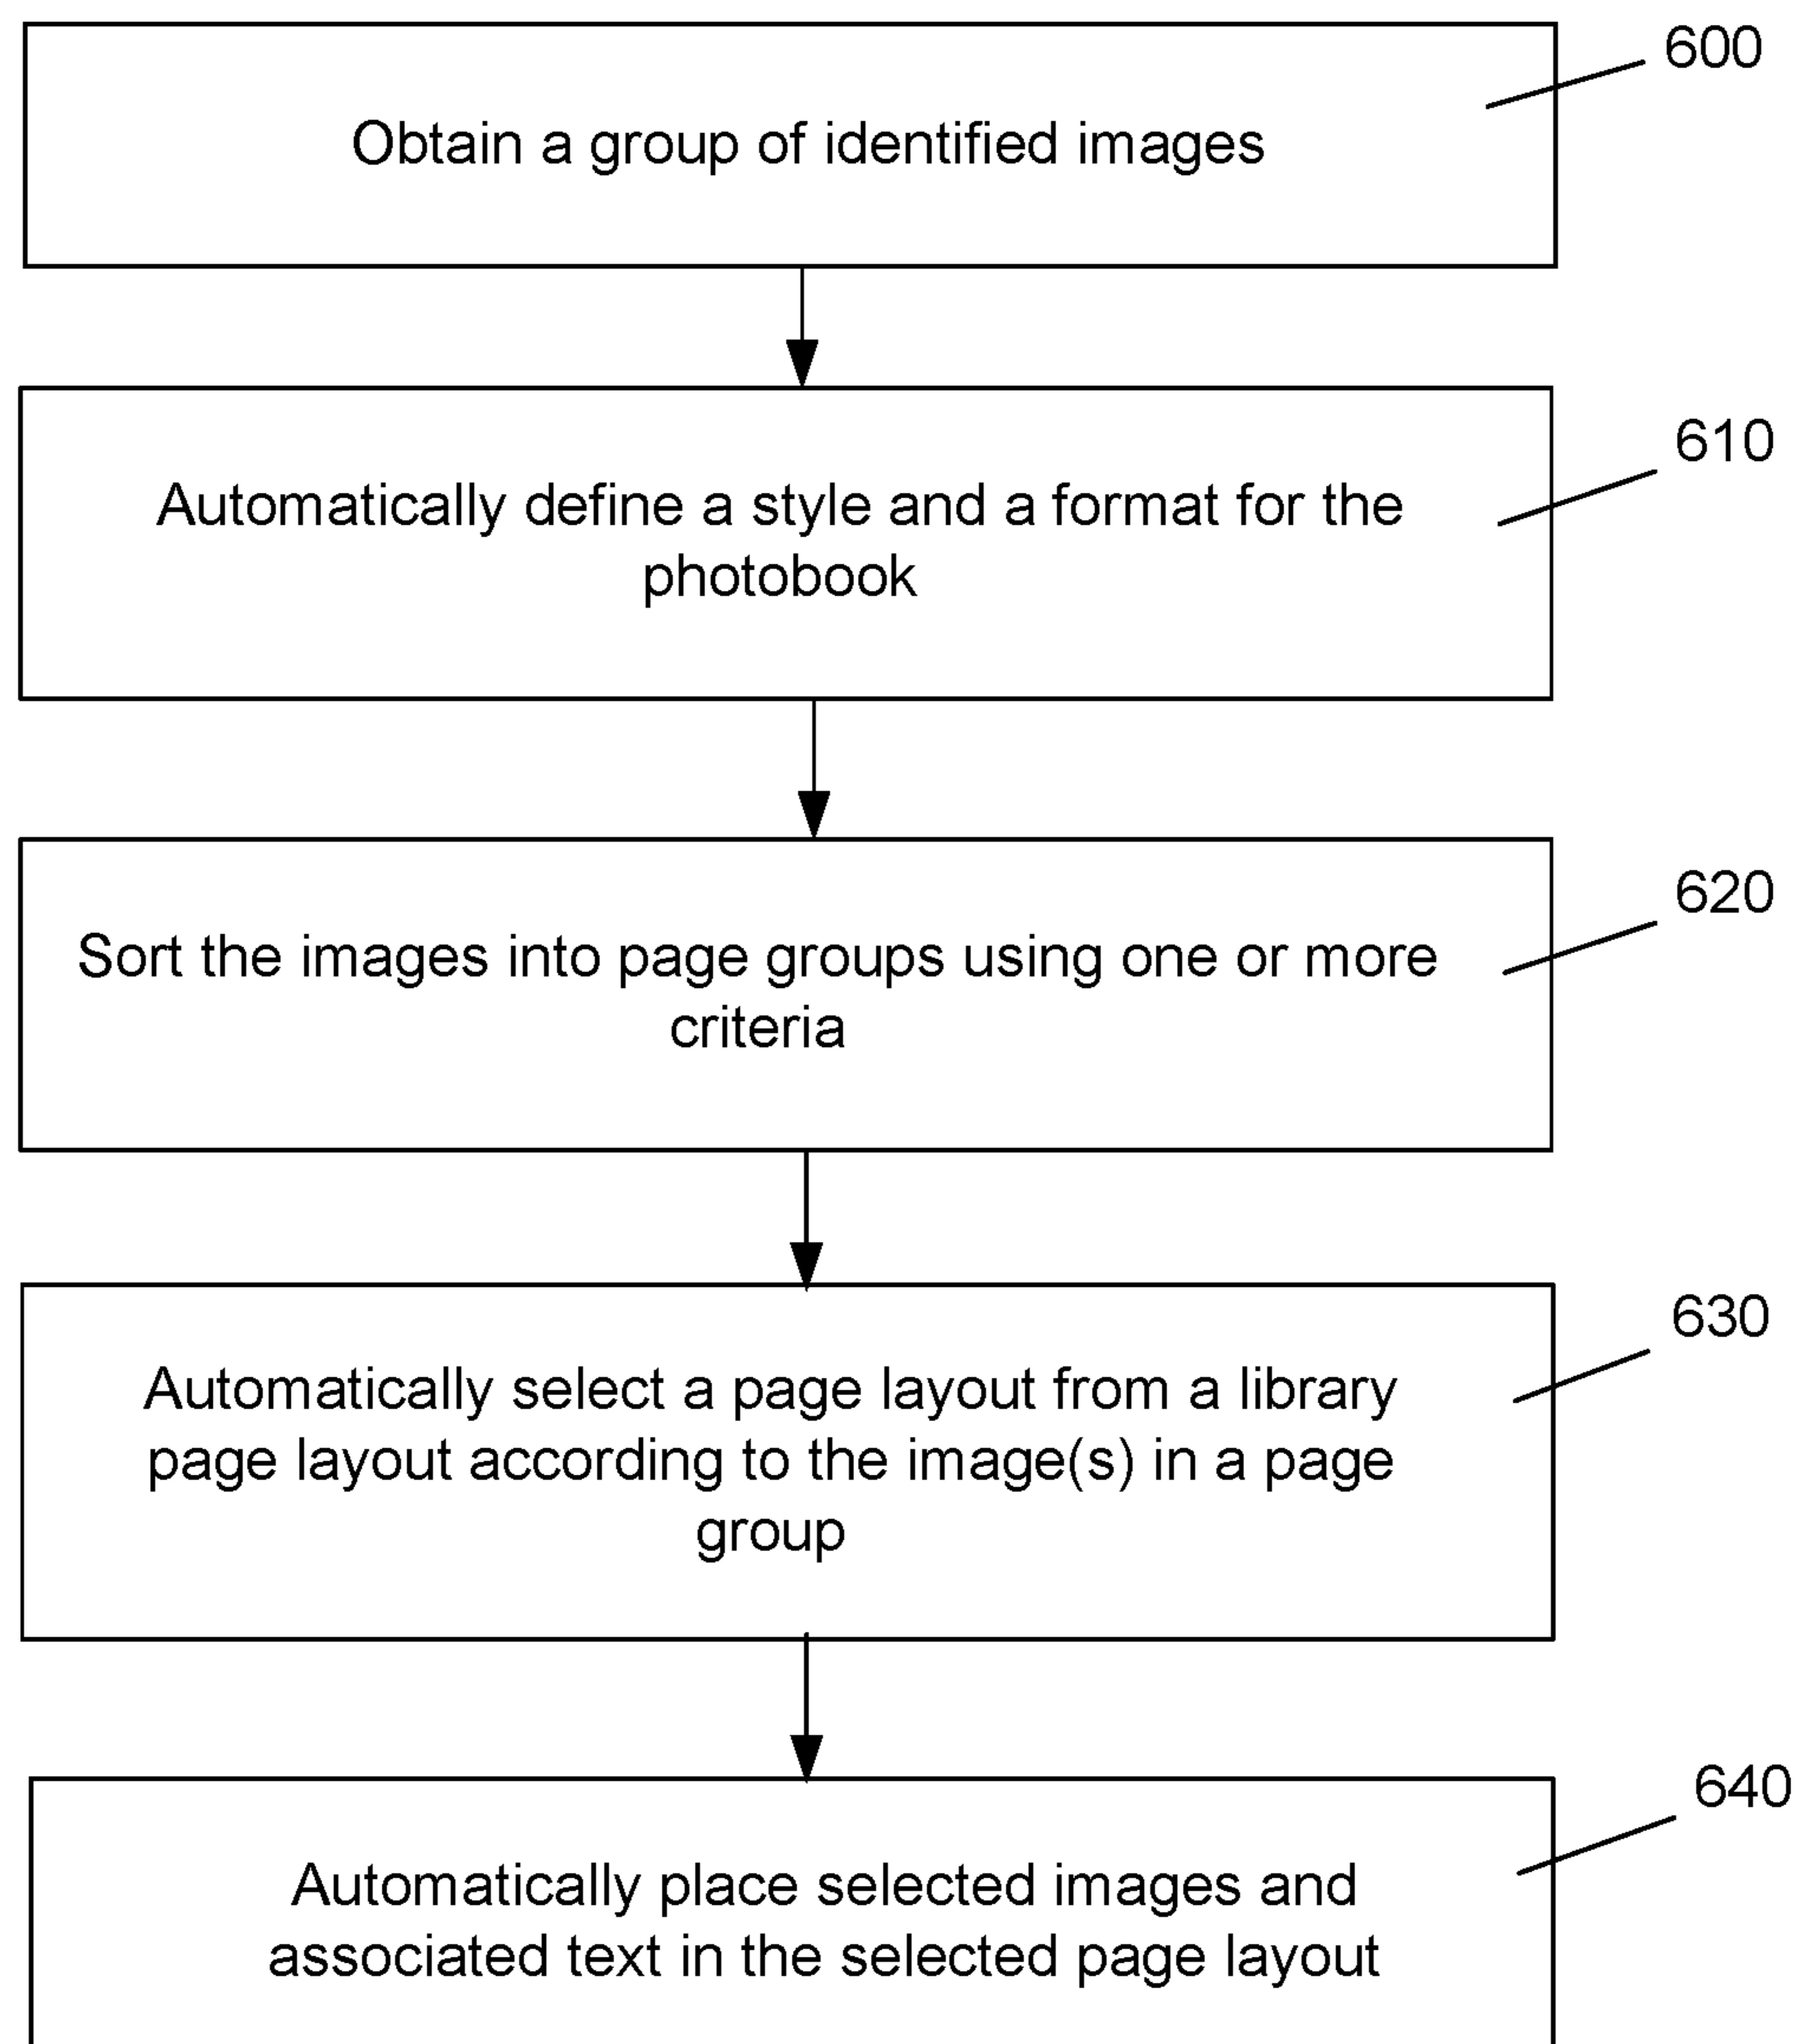 600
Obtain a group of identified images
610
Automatically define a style and a format for the
photobook
620
Sort the images into page groups using one or more
criteria
630
Automatically select a page layout from a library
page layout according to the image(s) in a page
group
640
Automatically place selected images and
associated text in the selected page layout